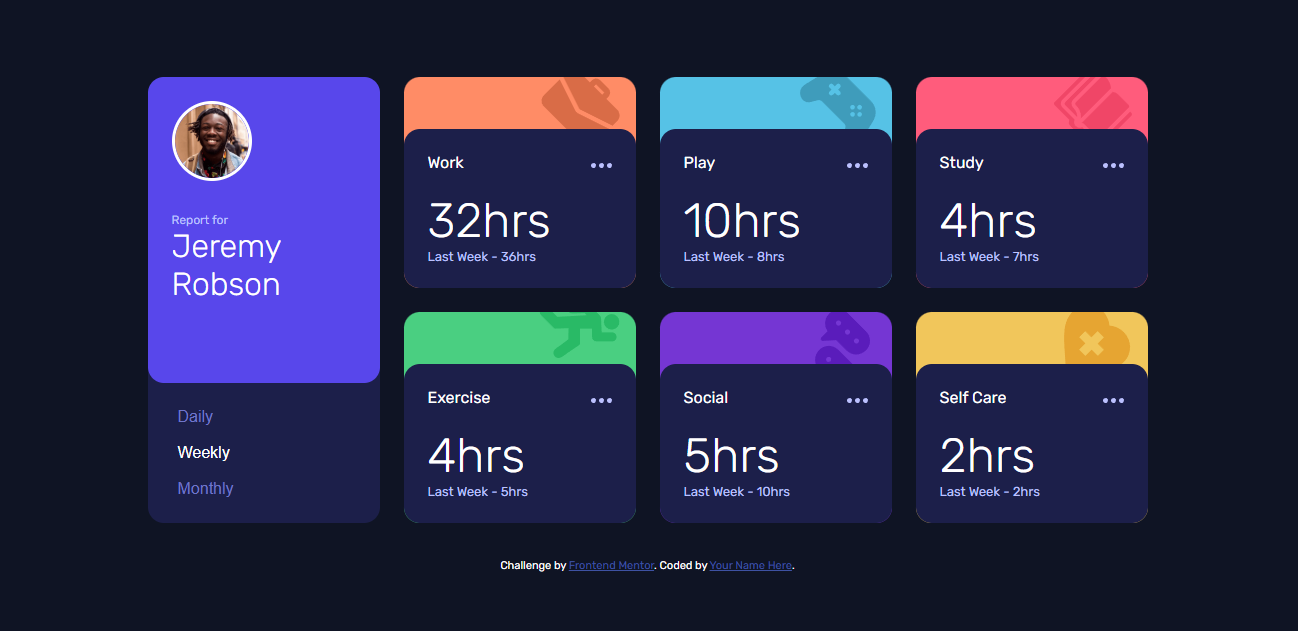 Report for
Jeremy
Robson
Daily
Weekly
Monthly
Work
32hrs
Last Week - 36hrs
Play
10hrs
Last Week - 8hrs
Study
4hrs
Last Week - 7hrs
Exercise
4hrs
Last Week - 5hrs
Social
5hrs
Last Week - 10hrs
Self Care
2hrs
Last Week - 2hrs
Challenge by Frontend Mentor. Coded by Your Name Here.